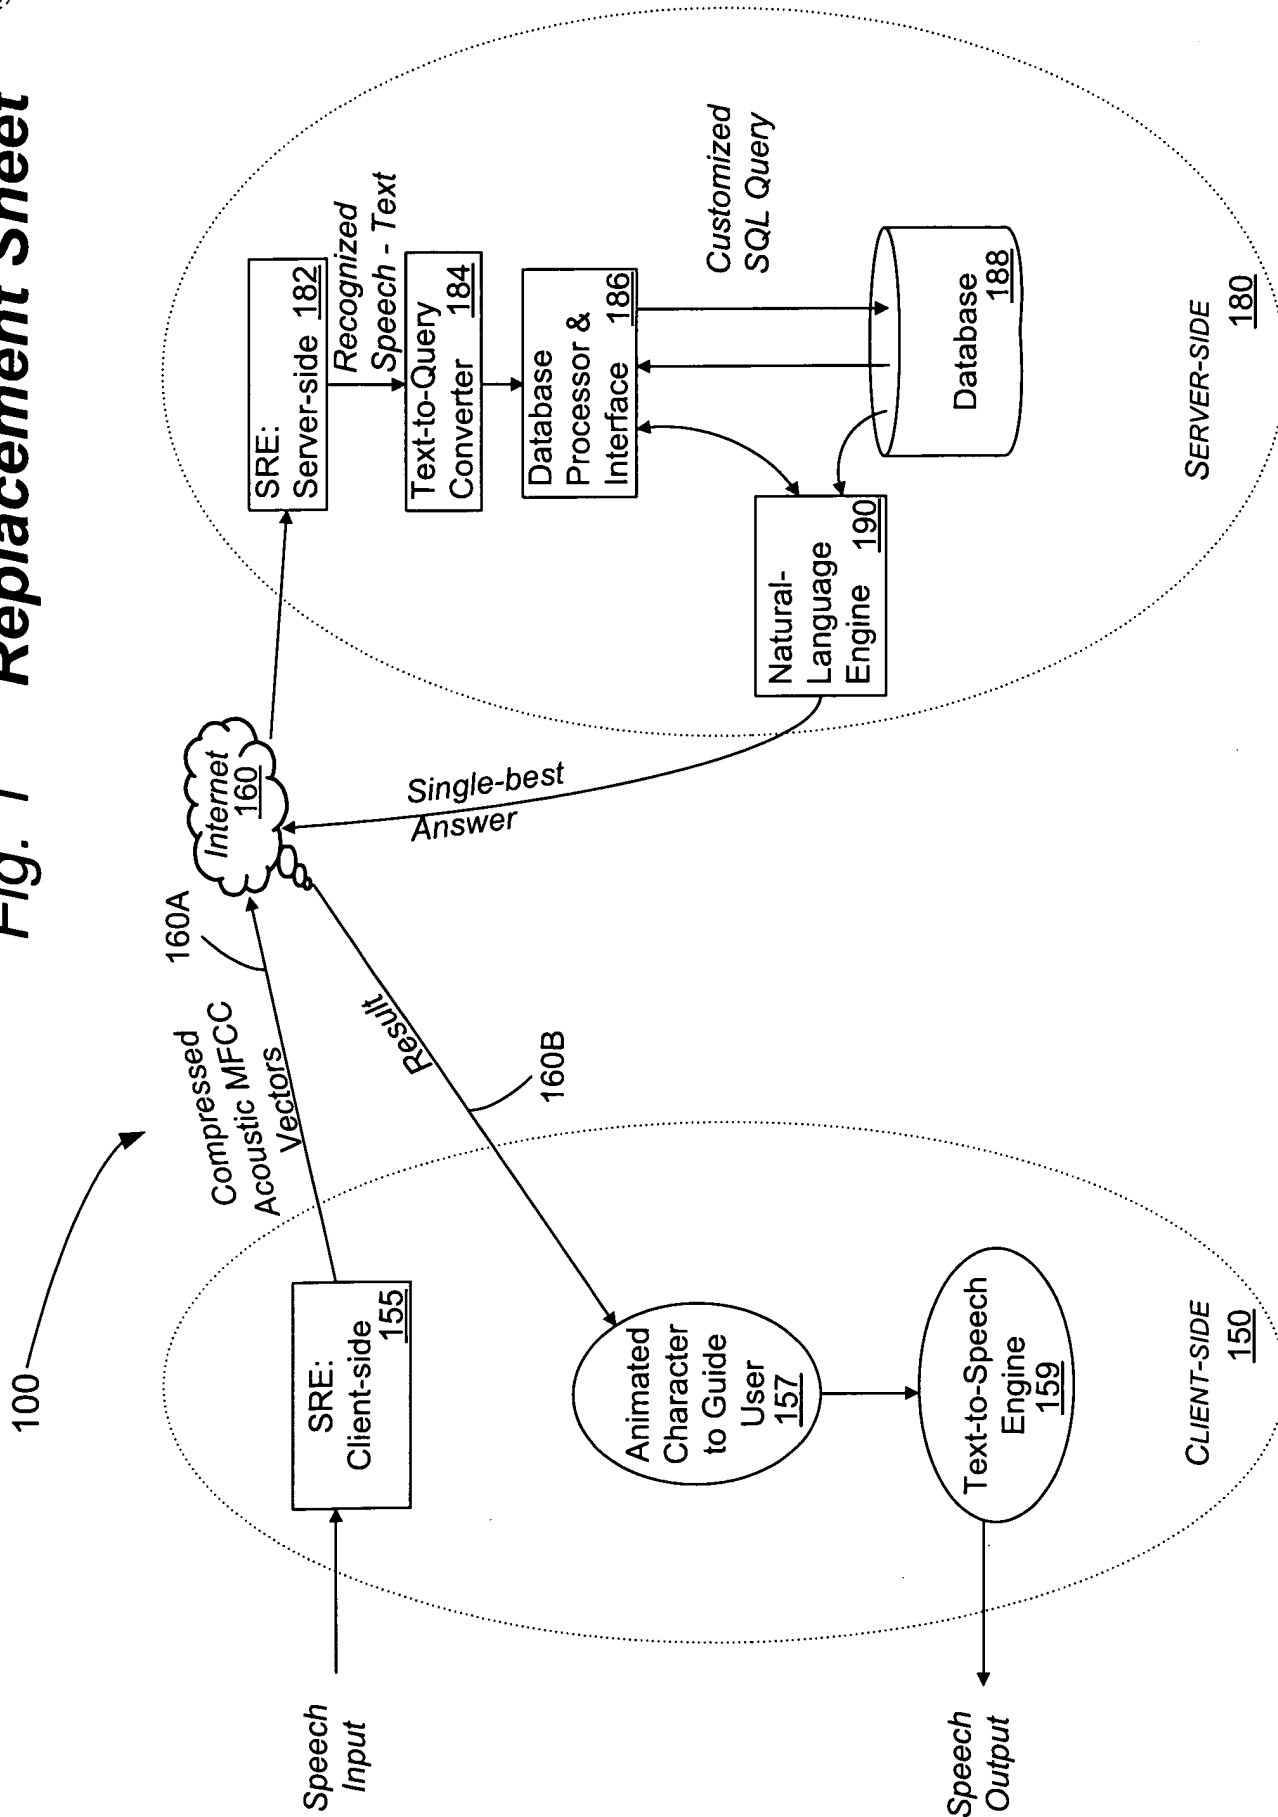 Fig. 1 Replacement Sheet
100
Speech
Input
SRE:
Client-side
155
Compressed
Acoustic MFCC
Vectors
160A
Internet
160
SRE:
Server-side 182
Recognized
Speech - Text
Text-to-Query
Converter 184
Database
Processor &
Interface 186
Customized
SQL Query
Database
188
Natural-
Language
Engine 190
Single-best
Answer
Result
160B
Animated
Character
to Guide
User
157
Text-to-Speech
Engine
159
Speech
Output
CLIENT-SIDE
150
SERVER-SIDE
180